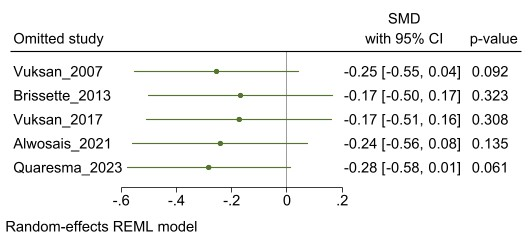 SMD
Omitted study with 95% CI p-value
Vuksan_2007 -0.25 [-0.55, 0.04] 0.092
Brissette_2013 -0.17 [-0.50, 0.17] 0.323
Vuksan_2017 -0.17 [-0.51, 0.16] 0.308
Alwosais_2021 -0.24 [-0.56, 0.08] 0.135
Quaresma_2023 -0.28 [-0.58, 0.01] 0.061
-.6 -.4 -.2 0 .2
Random-effects REML model